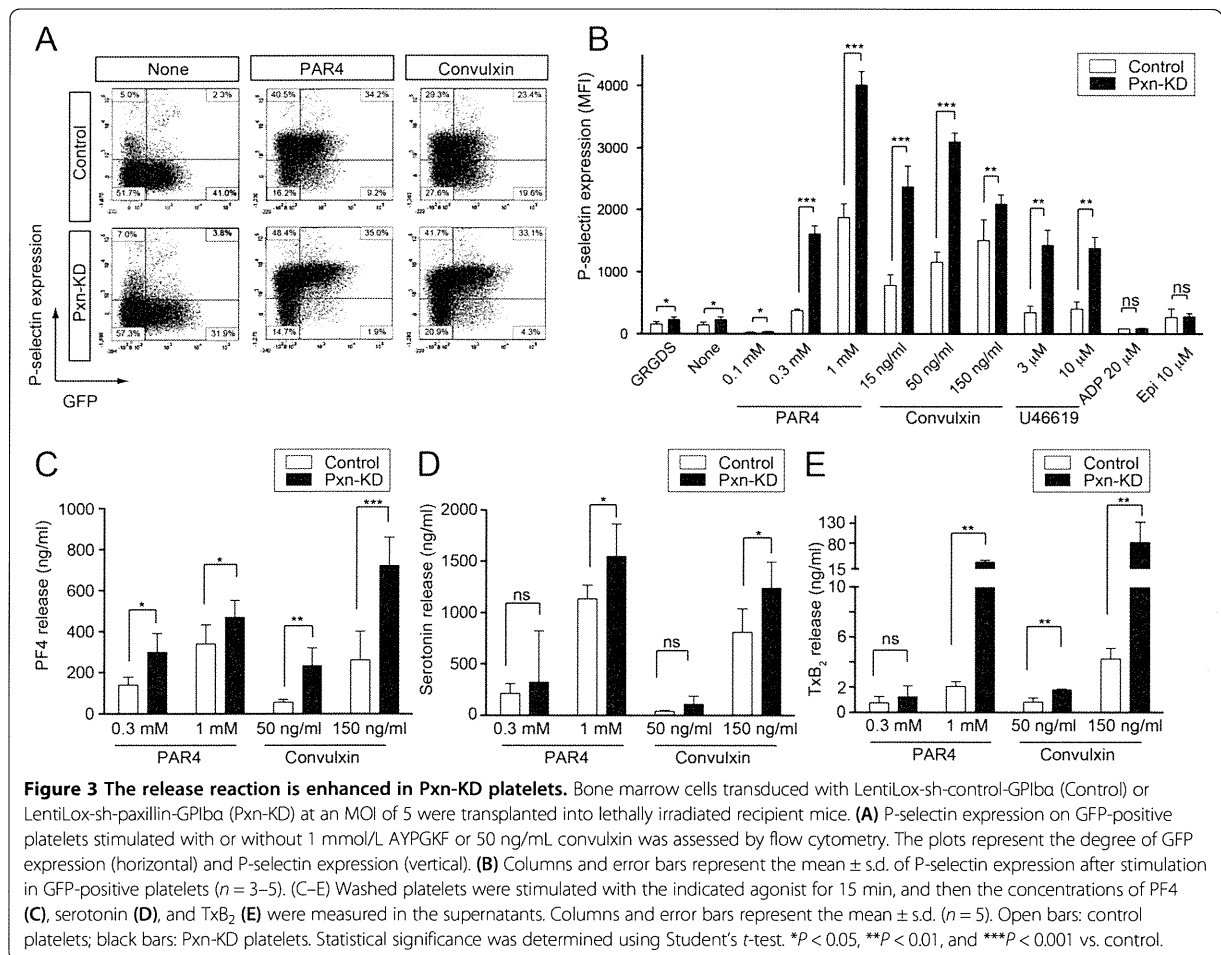 A
None
PAR4
Convulxin
Control
Pxn-KD
5.0% 2.3%
51.7% 41.0%
40.5% 34.2%
16.2% 9.2%
29.3% 23.4%
27.6% 19.6%
7.0% 3.8%
57.3% 31.9%
48.4% 35.0%
14.7% 1.9%
41.7% 33.1%
20.9% 4.3%
P-selectin expression
GFP
B
Control
Pxn-KD
P-selectin expression (MFI)
4000
3000
2000
1000
0
* * * *** *** *** *** ** ** ** ns ns
GRGDS
None
0.1 mM
0.3 mM
1 mM
15 ng/ml
50 ng/ml
150 ng/ml
3 μM
10 μM
ADP 20 μM
Epi 10 μM
PAR4
Convulxin
U46619
C
Control
Pxn-KD
PF4 release (ng/ml)
1000
800
600
400
200
0
* * ** ***
0.3 mM 1 mM 50 ng/ml 150 ng/ml
PAR4 Convulxin
D
Control
Pxn-KD
Serotonin release (ng/ml)
2000
1500
1000
500
0
ns * ns *
0.3 mM 1 mM 50 ng/ml 150 ng/ml
PAR4 Convulxin
E
Control
Pxn-KD
TxB₂ release (ng/ml)
130
80
15
10
6
4
2
0
ns ** ** **
0.3 mM 1 mM 50 ng/ml 150 ng/ml
PAR4 Convulxin
Figure 3 The release reaction is enhanced in Pxn-KD platelets. Bone marrow cells transduced with LentiLox-sh-control-GPIbα (Control) or
LentiLox-sh-paxillin-GPIbα (Pxn-KD) at an MOI of 5 were transplanted into lethally irradiated recipient mice. (A) P-selectin expression on GFP-positive
platelets stimulated with or without 1 mmol/L AYPGKF or 50 ng/mL convulxin was assessed by flow cytometry. The plots represent the degree of GFP
expression (horizontal) and P-selectin expression (vertical). (B) Columns and error bars represent the mean ± s.d. of P-selectin expression after stimulation
in GFP-positive platelets (n = 3–5). (C–E) Washed platelets were stimulated with the indicated agonist for 15 min, and then the concentrations of PF4
(C), serotonin (D), and TxB₂ (E) were measured in the supernatants. Columns and error bars represent the mean ± s.d. (n = 5). Open bars: control
platelets; black bars: Pxn-KD platelets. Statistical significance was determined using Student's t-test. *P < 0.05, **P < 0.01, and ***P < 0.001 vs. control.